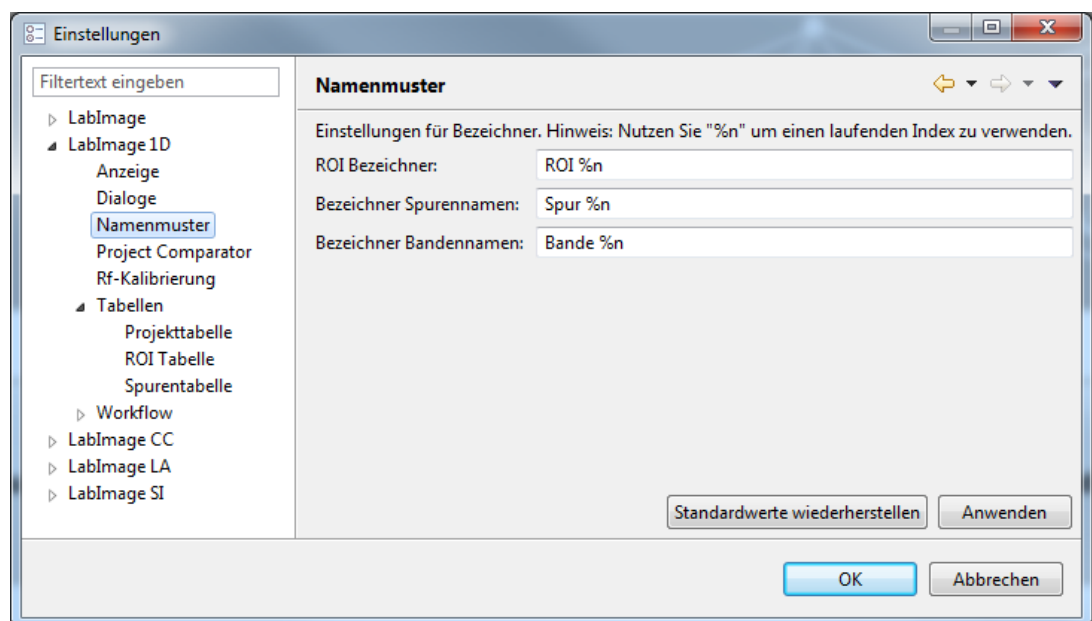 Einstellungen
Filtertext eingeben
LabImage
LabImage 1D
Anzeige
Dialoge
Namenmuster
Project Comparator
Rf-Kalibrierung
Tabellen
Projekttabelle
ROI Tabelle
Spurentabelle
Workflow
LabImage CC
LabImage LA
LabImage SI
Namenmuster
Einstellungen für Bezeichner. Hinweis: Nutzen Sie "%n" um einen laufenden Index zu verwenden.
ROI Bezeichner: ROI %n
Bezeichner Spurennamen: Spur %n
Bezeichner Bandennamen: Bande %n
Standardwerte wiederherstellen Anwenden
OK Abbrechen